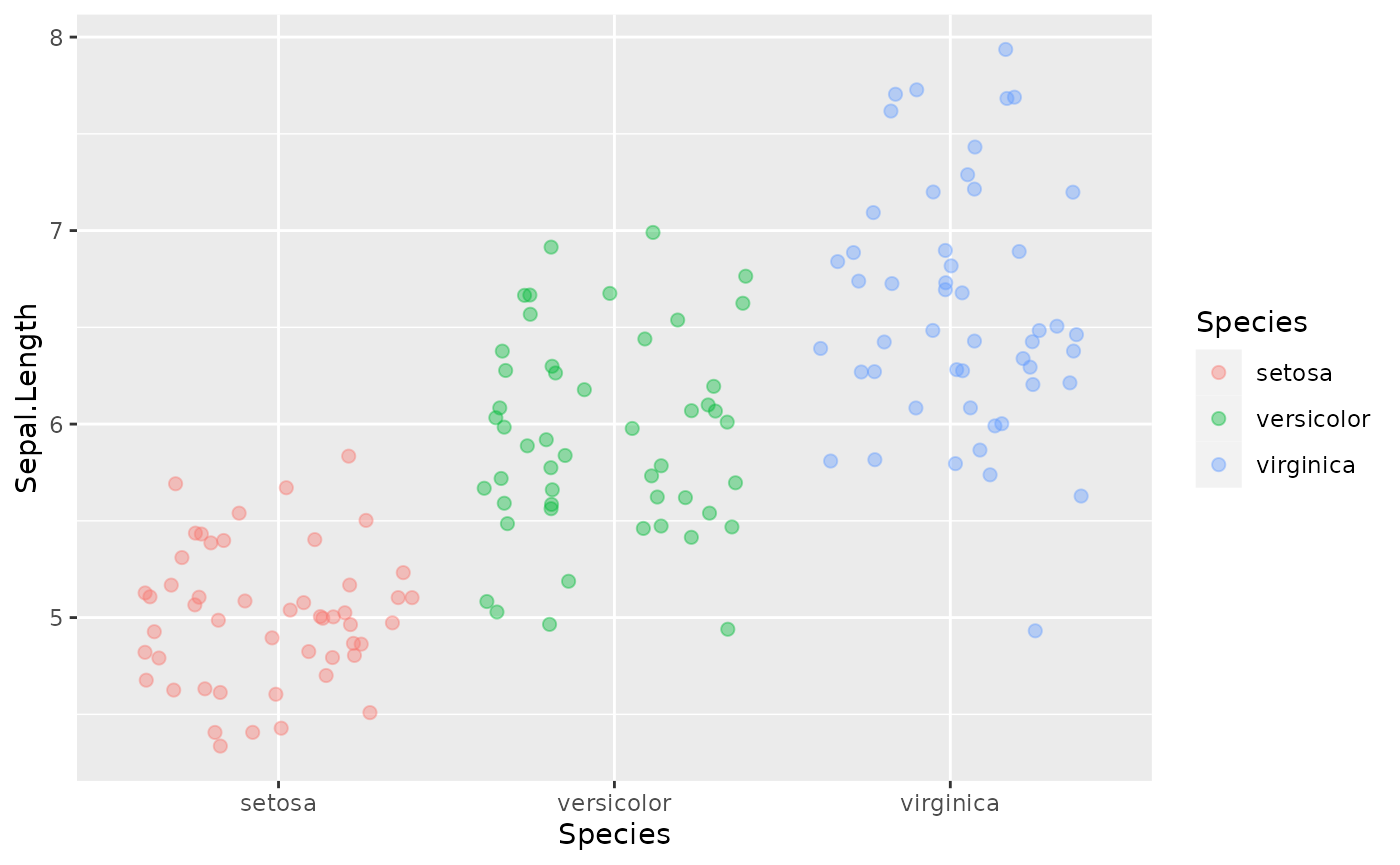 8
7
6
5
Sepal.Length
setosa
versicolor
virginica
Species
Species
setosa
versicolor
virginica